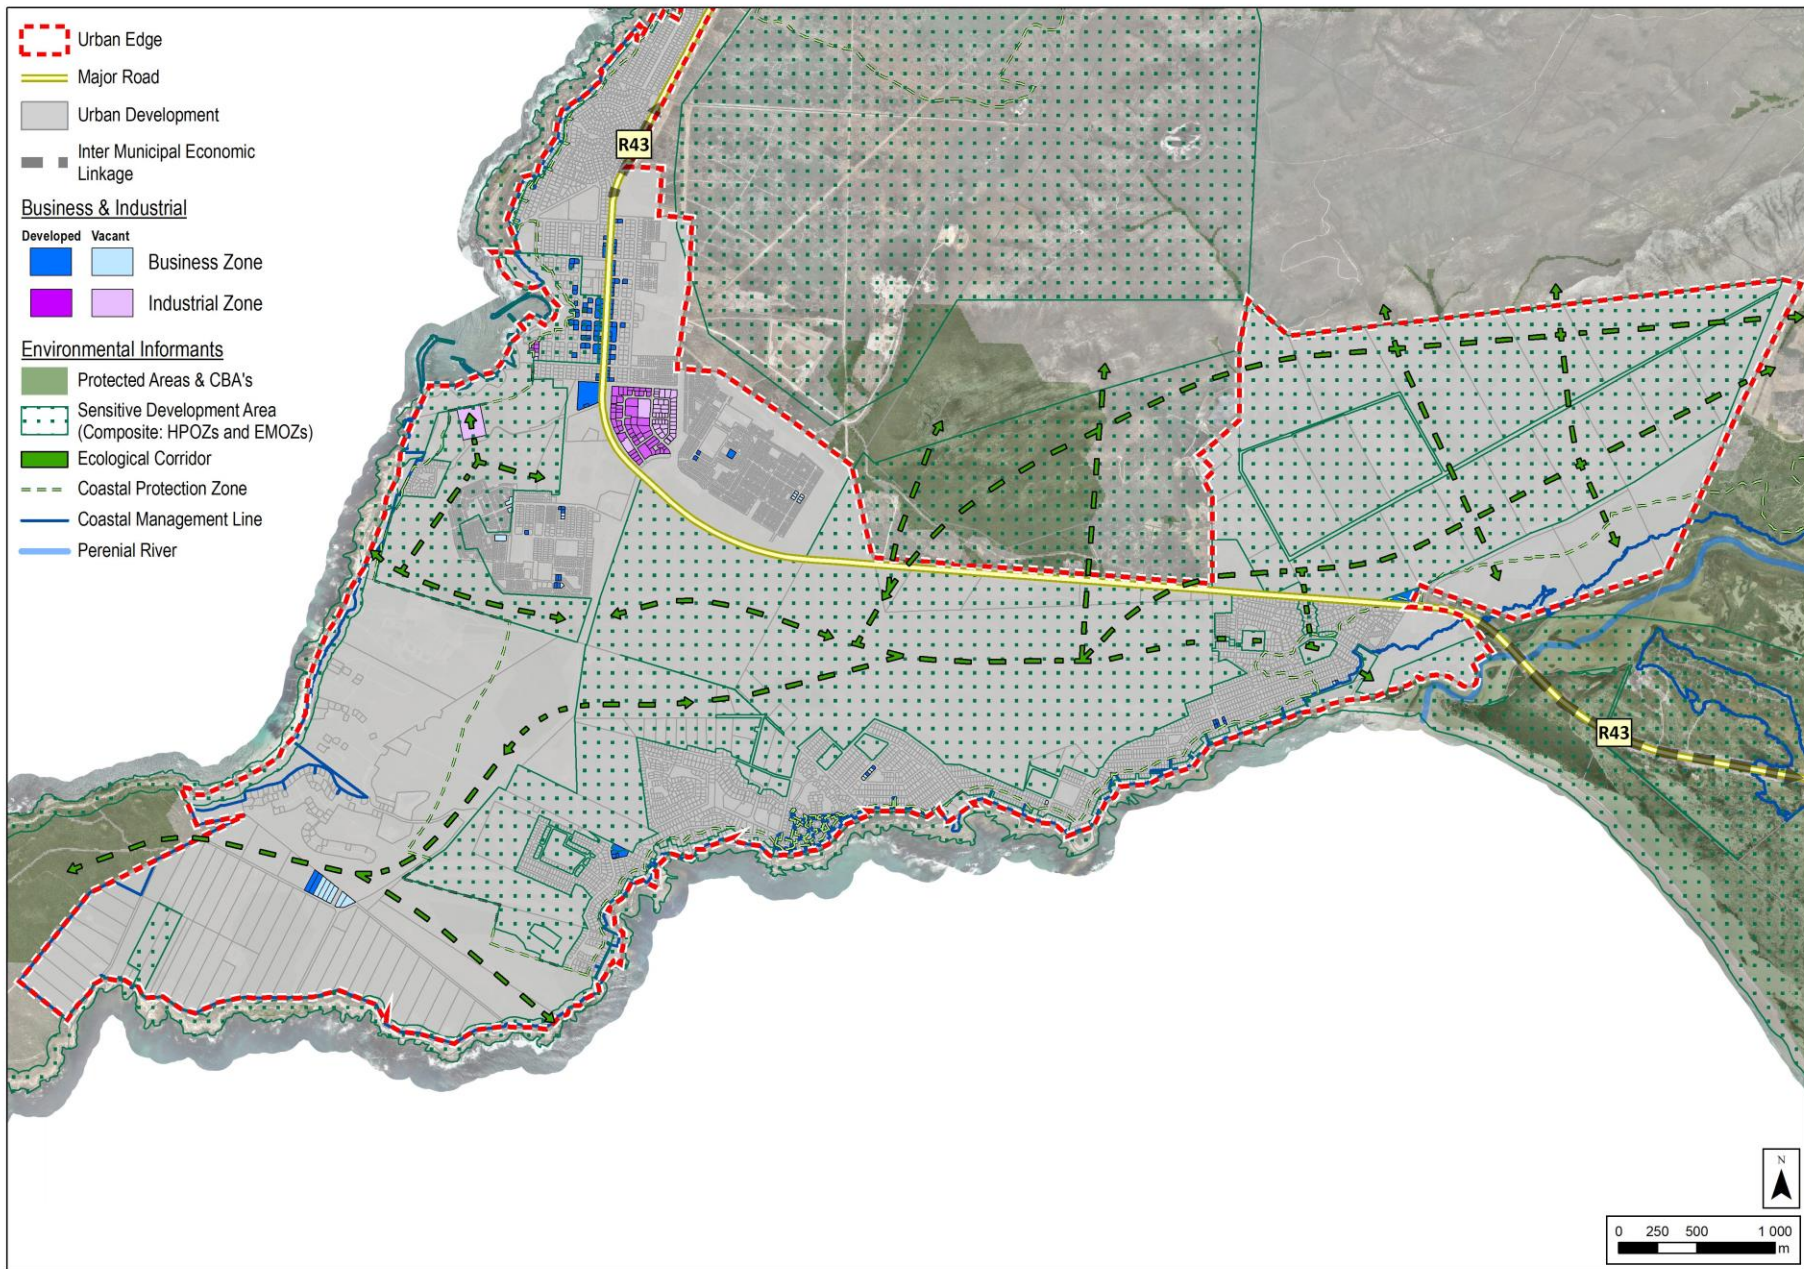 Urban Edge
Major Road
Urban Development
Inter Municipal Economic
Linkage
Business & Industrial
Developed Vacant
Business Zone
Industrial Zone
Environmental Informants
Protected Areas & CBA's
Sensitive Development Area
(Composite: HPOZs and EMOZs)
Ecological Corridor
Coastal Protection Zone
Coastal Management Line
Perenial River
R43
R43
N
0 250 500 1 000
m